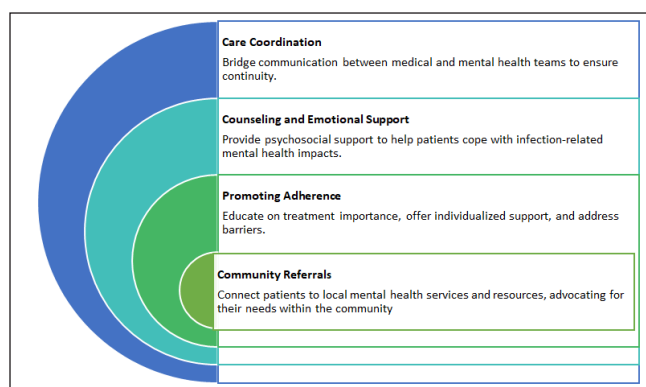 Care Coordination
Bridge communication between medical and mental health teams to ensure
continuity.
Counseling and Emotional Support
Provide psychosocial support to help patients cope with infection-related
mental health impacts.
Promoting Adherence
Educate on treatment importance, offer individualized support, and address
barriers.
Community Referrals
Connect patients to local mental health services and resources, advocating for
their needs within the community